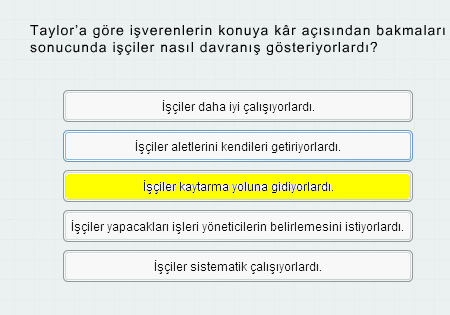 Taylor'a göre işverenlerin konuya kâr açısından bakmaları
sonucunda işçiler nasıl davranış gösteriyorlardı?
İşçiler daha iyi çalışıyorlardı.
İşçiler aletlerini kendileri getiriyorlardı.
İşçiler kaytarma yoluna gidiyorlardı.
İşçiler yapacakları işleri yöneticilerin belirlemesini istiyorlardı.
İşçiler sistematik çalışıyorlardı.